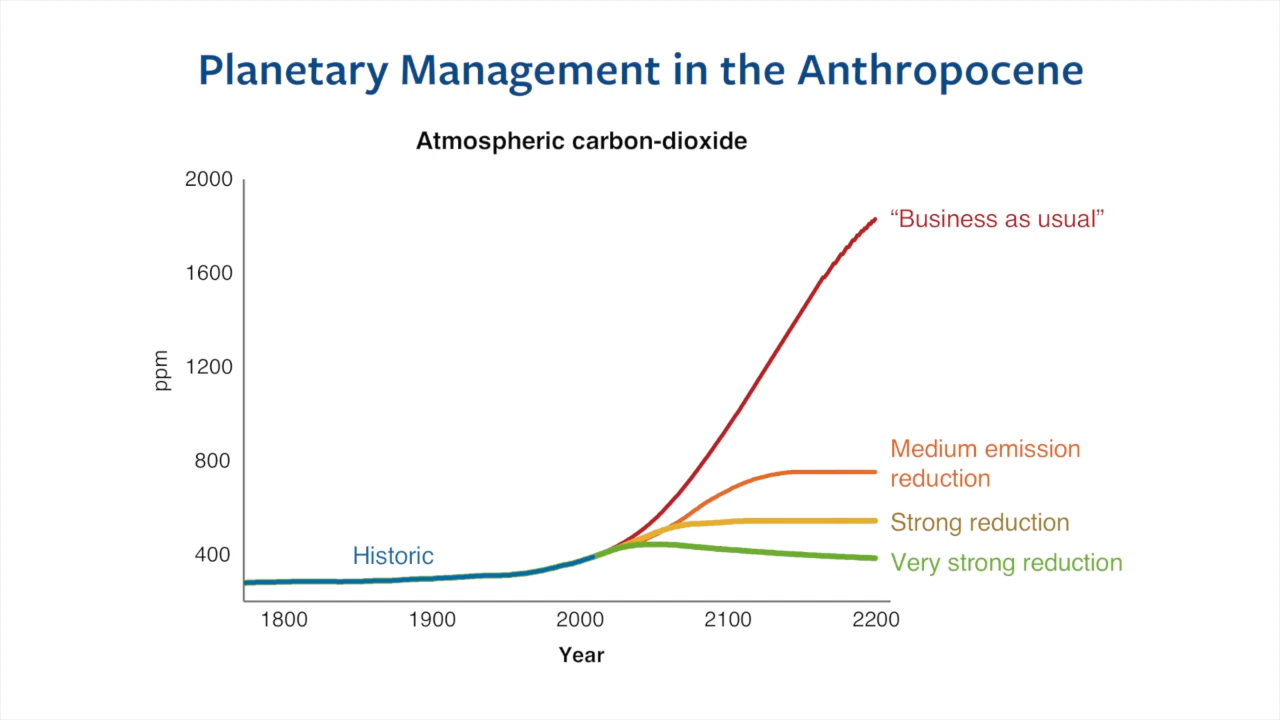 Planetary Management in the Anthropocene
Atmospheric carbon-dioxide
2000
1600
1200
800
400
ppm
“Business as usual”
Medium emission
reduction
Strong reduction
Very strong reduction
Historic
1800
1900
2000
2100
2200
Year